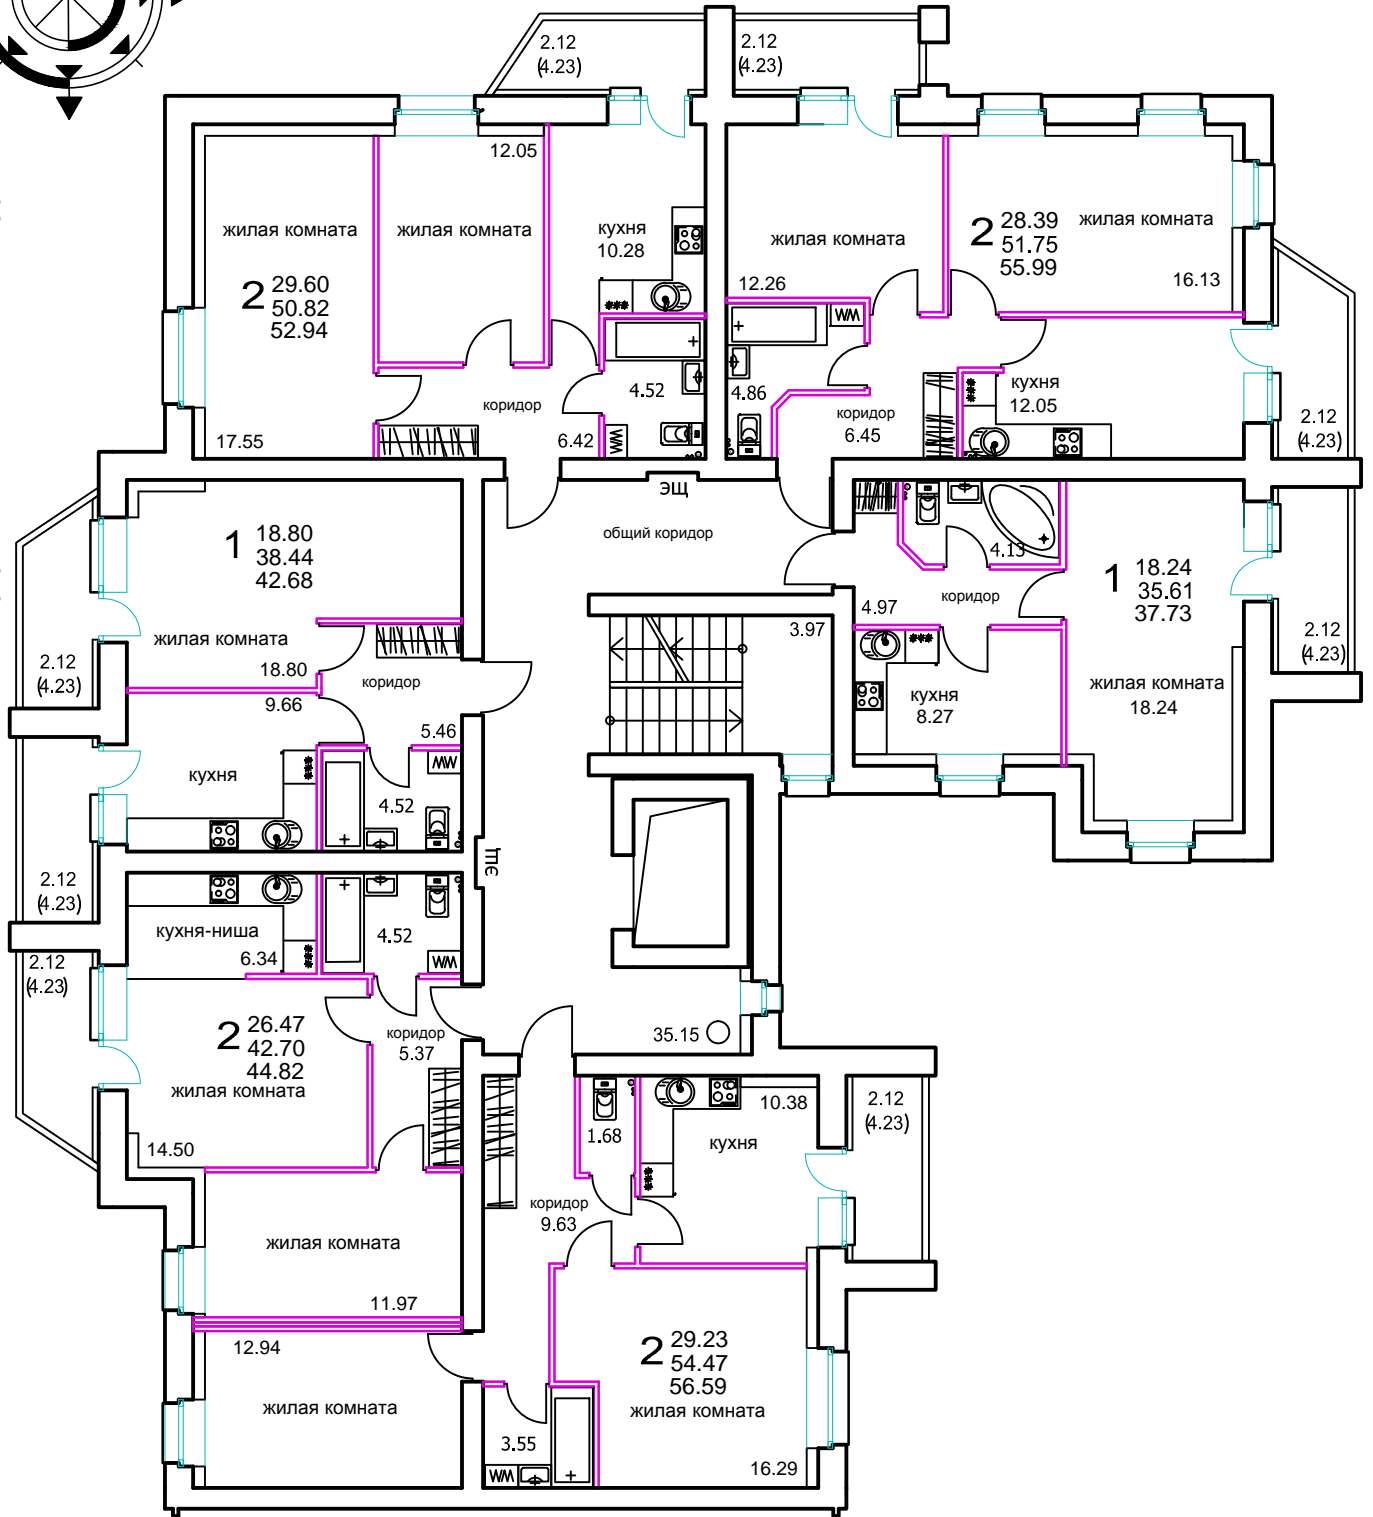 2.12
(4.23)
2.12
(4.23)
12.05
жилая комната
жилая комната
кухня
10.28
2
29.60
50.82
52.94
17.55
коридор
6.42
4.52
WM
жилая комната
12.26
2
28.39
51.75
55.99
жилая комната
16.13
WM
4.86
коридор
6.45
кухня
12.05
2.12
(4.23)
ЭЩ
общий коридор
1
18.80
38.44
42.68
жилая комната
18.80
2.12
(4.23)
9.66
коридор
5.46
кухня
WM
4.52
2.12
(4.23)
3.97
4.13
4.97
коридор
1
18.24
35.61
37.73
2.12
(4.23)
кухня
8.27
жилая комната
18.24
ЭЩ
кухня-ниша
6.34
4.52
WM
2.12
(4.23)
2
26.47
42.70
44.82
жилая комната
14.50
коридор
5.37
35.15
жилая комната
11.97
1.68
10.38
кухня
2.12
(4.23)
коридор
9.63
12.94
жилая комната
2
29.23
54.47
56.59
жилая комната
16.29
3.55
WM